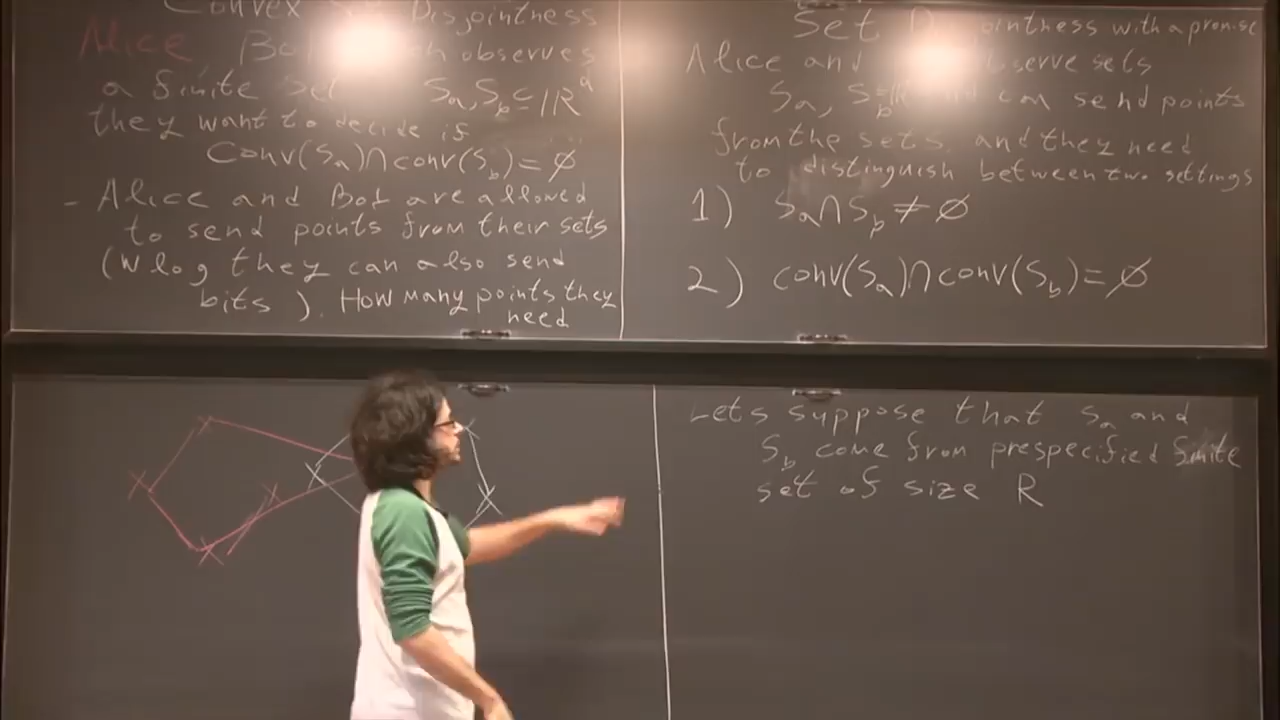 Convex Set Disjointness
Alice Bob each observes
a finite set Sa, Sb ⊆ ℝᵈ
they want to decide if
Conv(Sa)∩conv(Sb)=∅
- Alice and Bob are allowed
to send points from their sets
(Wlog they can also send
bits). How many points they
need
Set Disjointness with a promise
Alice and observe sets
Sa, Sb and can send points
from the sets, and they need
to distinguish between two settings
1) Sa∩Sb ≠ ∅
2) conv(Sa)∩conv(Sb)=∅
Lets suppose that Sa and
Sb come from prespecified finite
set of size R